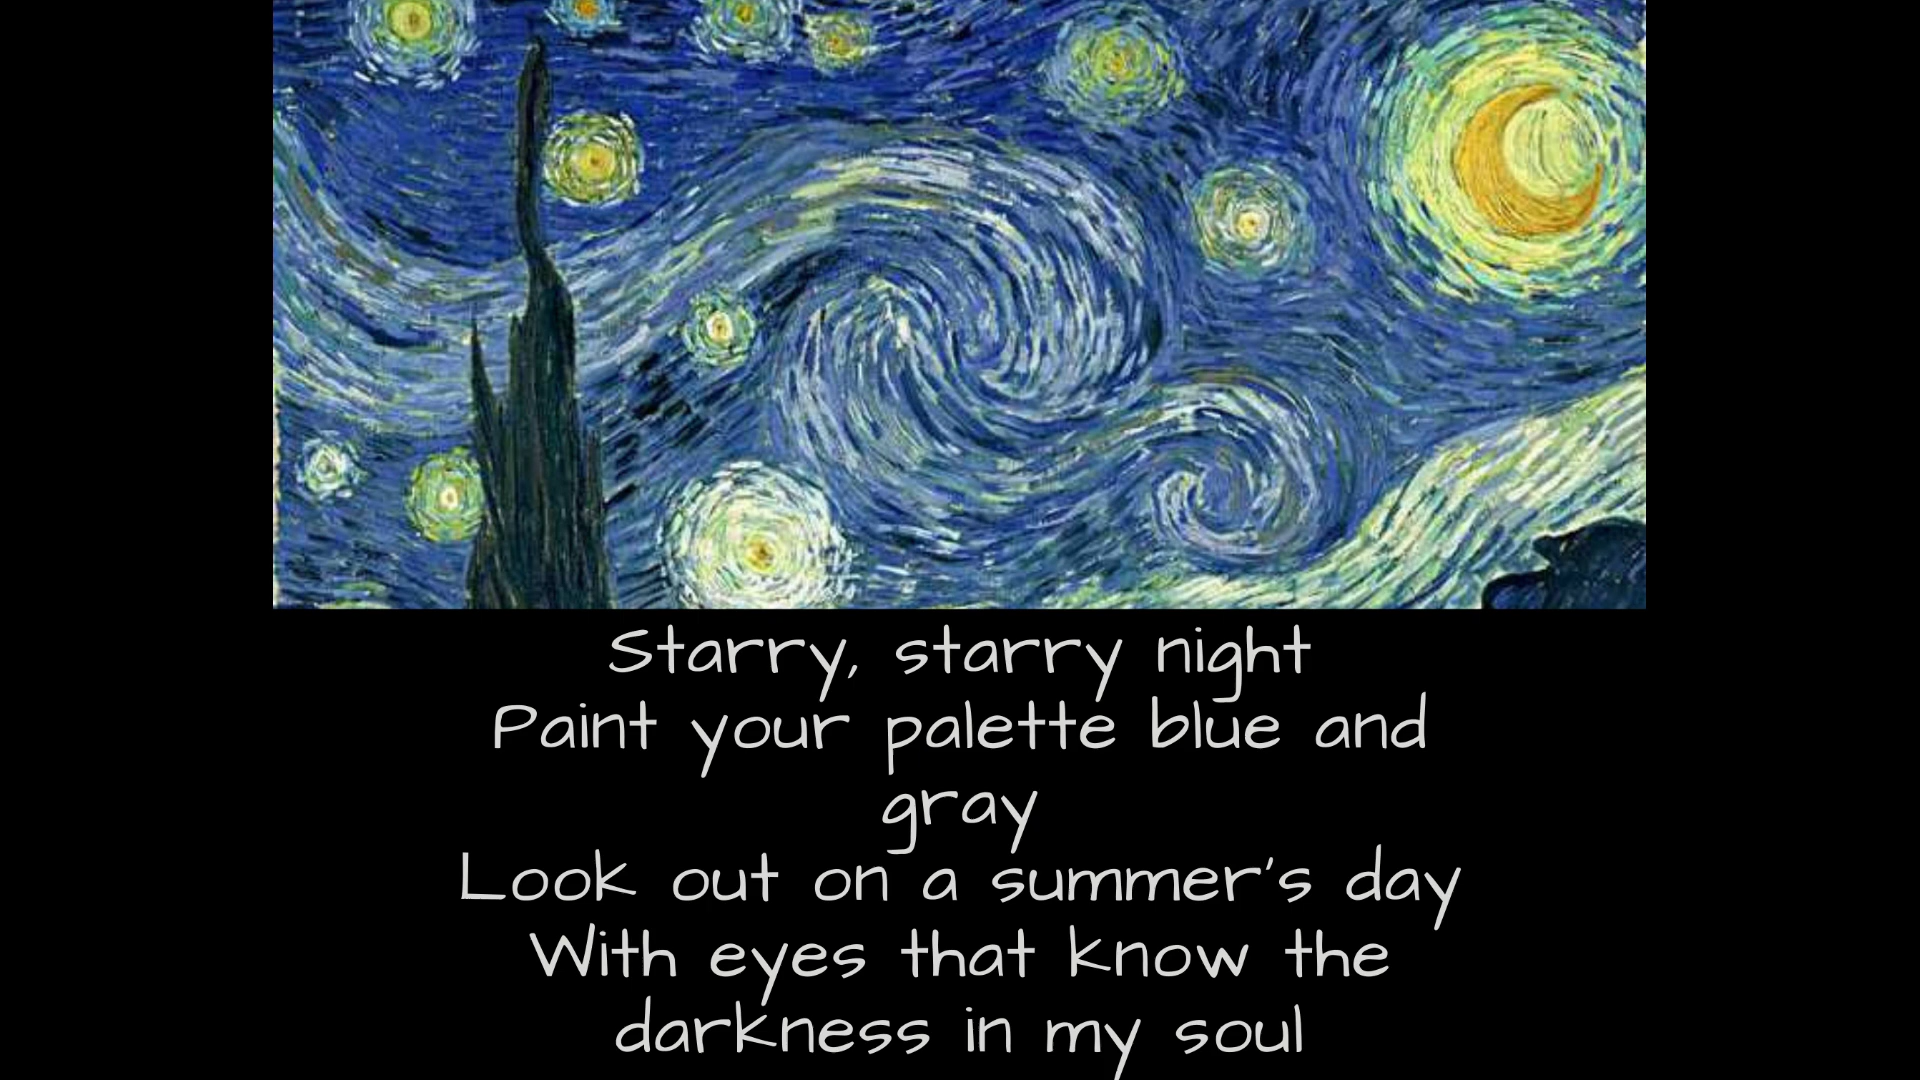 Starry, starry night
Paint your palette blue and
gray
Look out on a summer's day
With eyes that know the
darkness in my soul